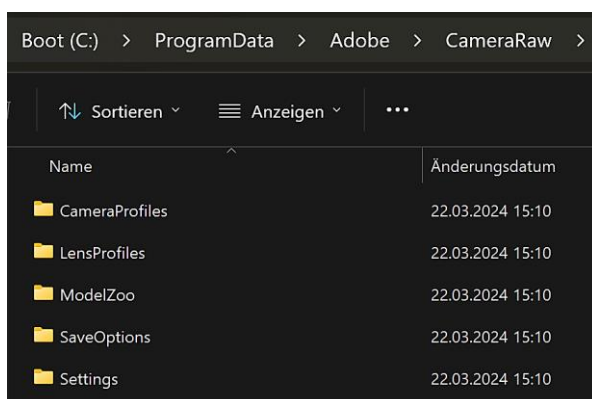 Boot (C:) > ProgramData > Adobe > CameraRaw >
Sortieren Anzeigen ...
Name Änderungsdatum
CameraProfiles 22.03.2024 15:10
LensProfiles 22.03.2024 15:10
ModelZoo 22.03.2024 15:10
SaveOptions 22.03.2024 15:10
Settings 22.03.2024 15:10